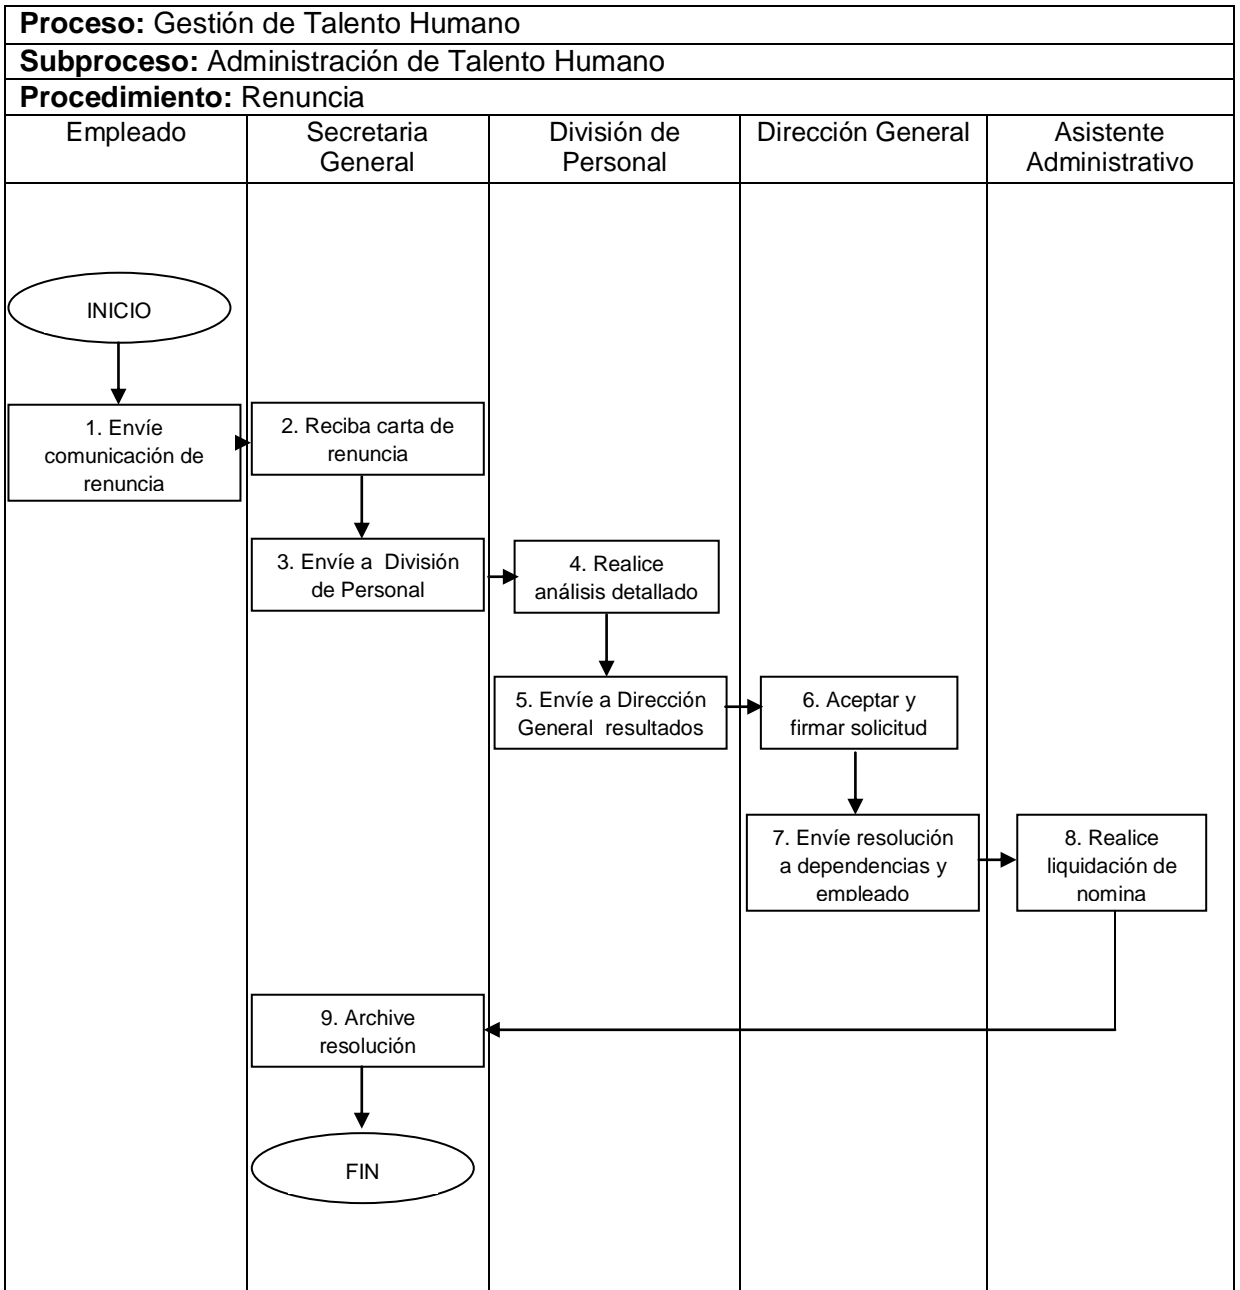 Proceso: Gestión de Talento Humano
Subproceso: Administración de Talento Humano
Procedimiento: Renuncia
Empleado
Secretaria
General
División de
Personal
Dirección General
Asistente
Administrativo
INICIO
1. Envíe
comunicación de
renuncia
2. Reciba carta de
renuncia
3. Envíe a División
de Personal
4. Realice
análisis detallado
5. Envíe a Dirección
General resultados
6. Aceptar y
firmar solicitud
7. Envíe resolución
a dependencias y
empleado
8. Realice
liquidación de
nomina
9. Archive
resolución
FIN